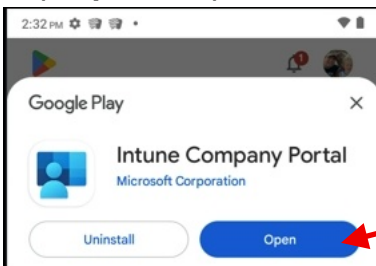 2:32 PM
Google Play
Intune Company Portal
Microsoft Corporation
Uninstall
Open